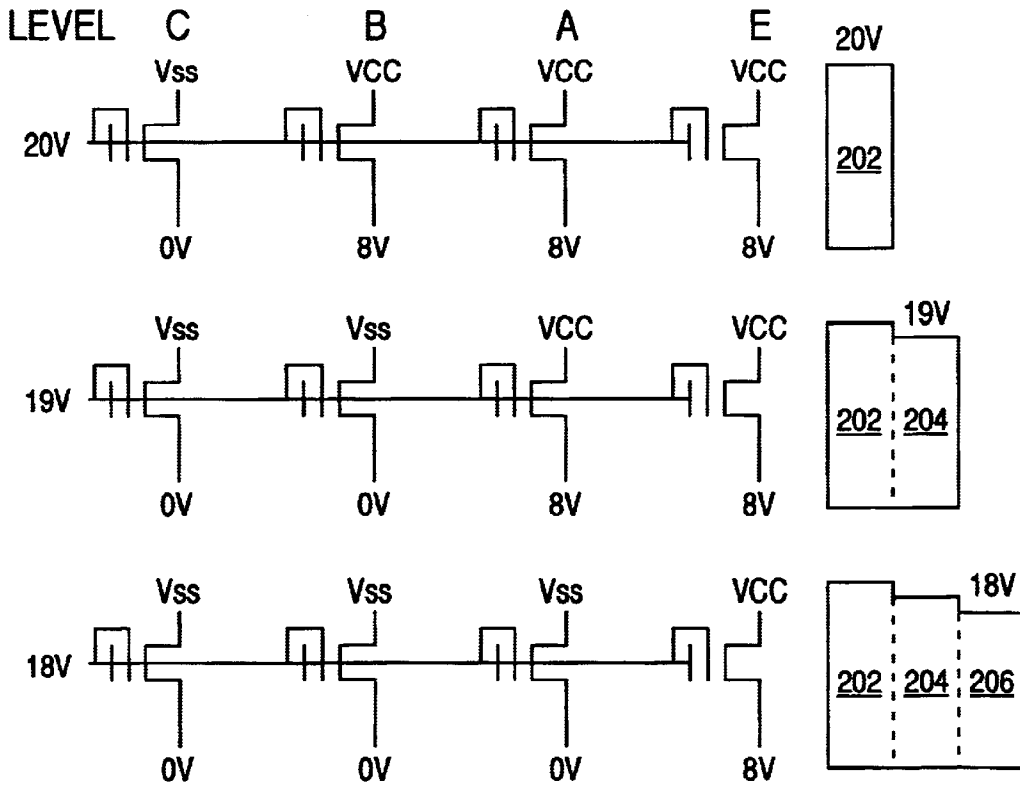 LEVEL C B A E
20V
Vss VCC VCC VCC
20V
202
0V 8V 8V 8V
19V
Vss Vss VCC VCC
19V
202 204
0V 0V 8V 8V
18V
Vss Vss Vss VCC
18V
202 204 206
0V 0V 0V 8V